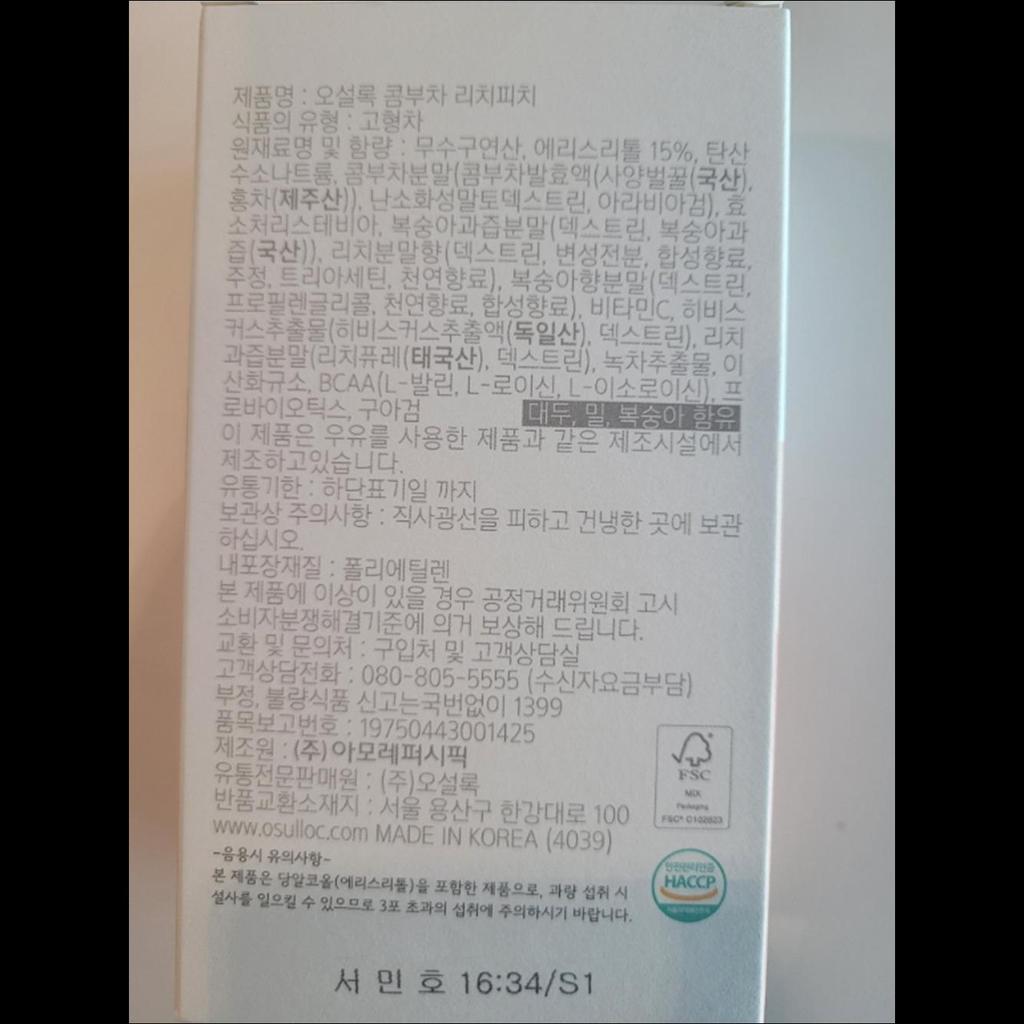 제품명 : 오설록 콤부차 리치피치
식품의 유형 : 고형차
원재료명 및 함량 : 무수구연산, 에리스리톨 15%, 탄산
수소나트륨, 콤부차분말(콤부차발효액(사양벌꿀(국산),
홍차(제주산)), 난소화성말토덱스트린, 아라비아검), 효
소처리스테비아, 복숭아과즙분말(덱스트린, 복숭아과
즙(국산)), 리치분말향(덱스트린, 변성전분, 합성향료,
주정, 트리아세틴, 천연향료), 복숭아향분말(덱스트린,
프로필렌글리콜, 천연향료, 합성향료), 비타민C, 히비스
커스추출물(히비스커스추출액(독일산), 덱스트린), 리치
과즙분말(리치퓨레(태국산), 덱스트린), 녹차추출물, 이
산화규소, BCAA(L-발린, L-로이신, L-이소로이신), 프
로바이오틱스, 구아검 대두, 밀, 복숭아 함유
이 제품은 우유를 사용한 제품과 같은 제조시설에서
제조하고있습니다.
유통기한 : 하단표기일 까지
보관상 주의사항 : 직사광선을 피하고 건냉한 곳에 보관
하십시오.
내포장재질 : 폴리에틸렌
본 제품에 이상이 있을 경우 공정거래위원회 고시
소비자분쟁해결기준에 의거 보상해 드립니다.
교환 및 문의처 : 구입처 및 고객상담실
고객상담전화 : 080-805-5555 (수신자요금부담)
부정, 불량식품 신고는국번없이 1399
품목보고번호 : 19750443001425
제조원 : (주)아모레퍼시픽
유통전문판매원 : (주)오설록
반품교환소재지 : 서울 용산구 한강대로 100
www.osulloc.com MADE IN KOREA (4039)
FSC
MIX
Packaging
FSC® C102823
-음용시 유의사항-
본 제품은 당알코올(에리스리톨)을 포함한 제품으로, 과량 섭취 시
설사를 일으킬 수 있으므로 3포 초과의 섭취에 주의하시기 바랍니다.
안전관리인증
HACCP
서 민 호 16:34/S1